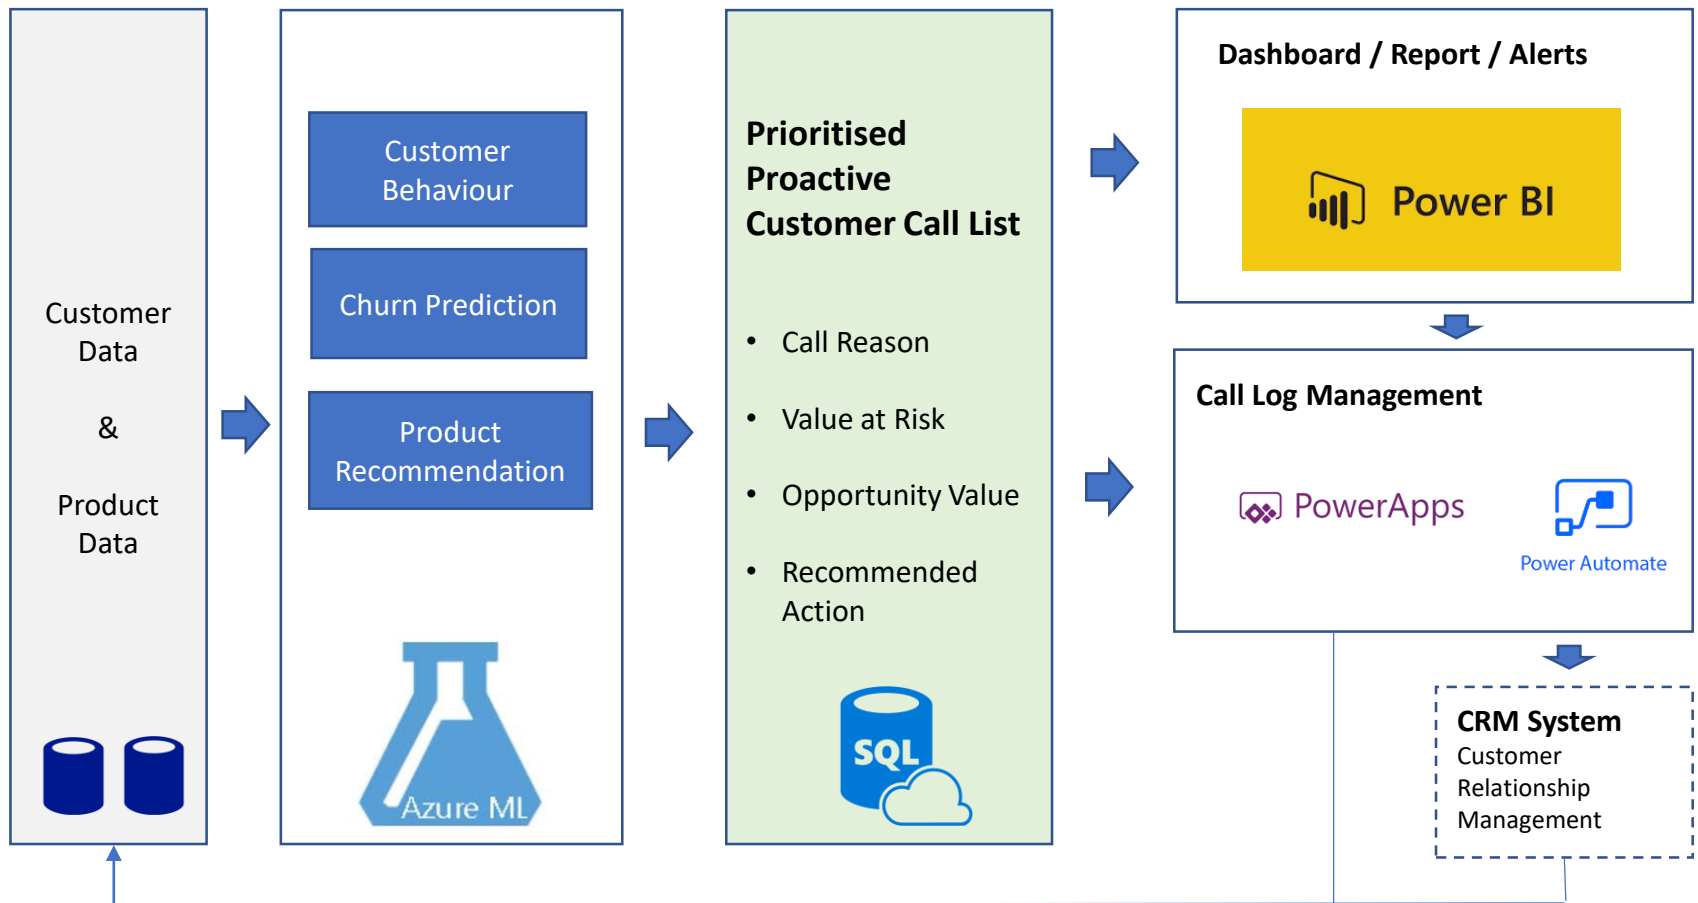 Customer
Data
&
Product
Data
Customer
Behaviour
Churn Prediction
Product
Recommendation
Azure ML
Prioritised
Proactive
Customer Call List
• Call Reason
• Value at Risk
• Opportunity Value
• Recommended
Action
SQL
Dashboard / Report / Alerts
Power BI
Call Log Management
PowerApps
Power Automate
CRM System
Customer
Relationship
Management